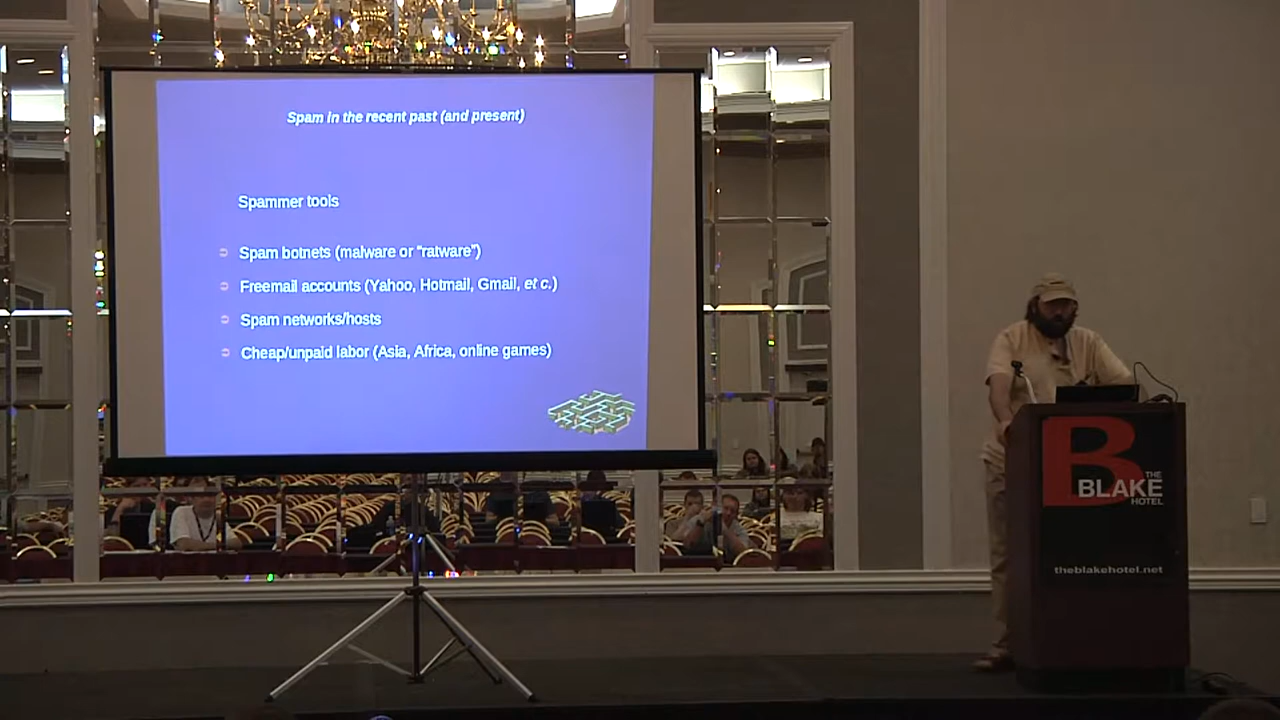 Spam in the recent past (and present)
Spammer tools
Spam botnets (malware or "ratware")
Freemail accounts (Yahoo, Hotmail, Gmail, et c.)
Spam networks/hosts
Cheap/unpaid labor (Asia, Africa, online games)
B
THE
BLAKE
HOTEL
theblakehotel.net